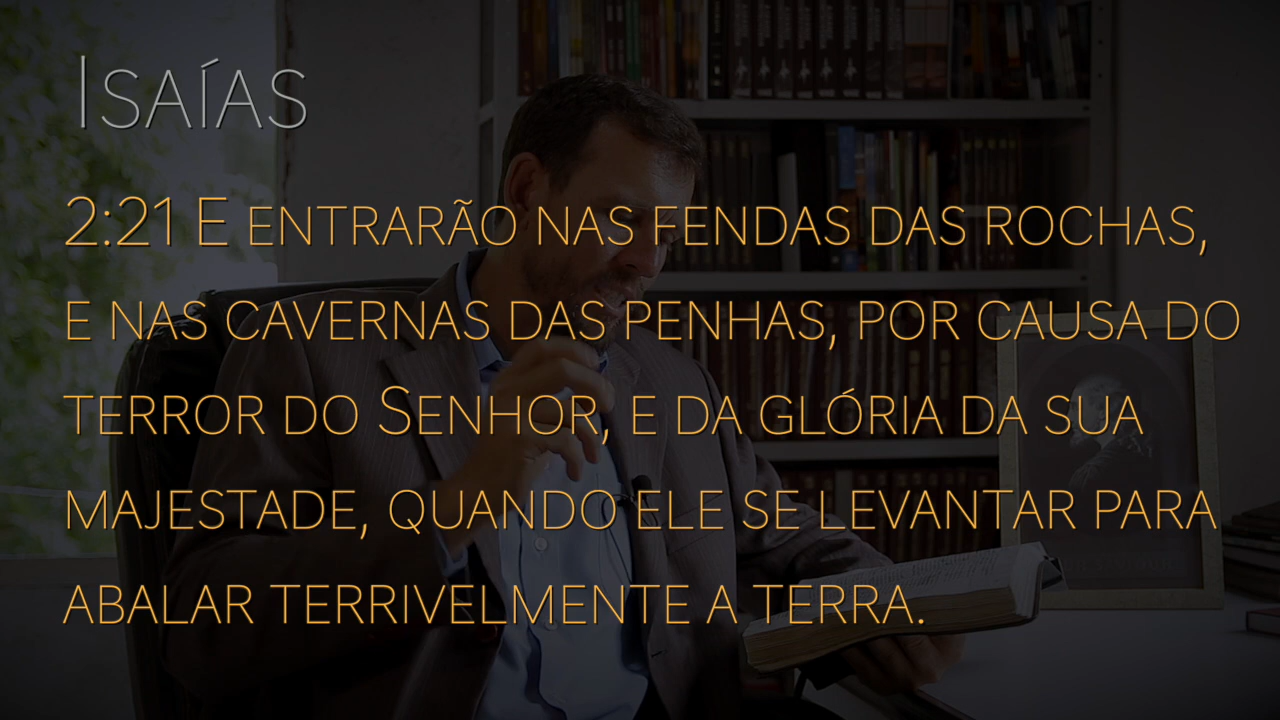 Isaías
2:21 E entrarão nas fendas das rochas,
e nas cavernas das penhas, por causa do
terror do Senhor, e da glória da sua
majestade, quando ele se levantar para
abalar terrivelmente a terra.